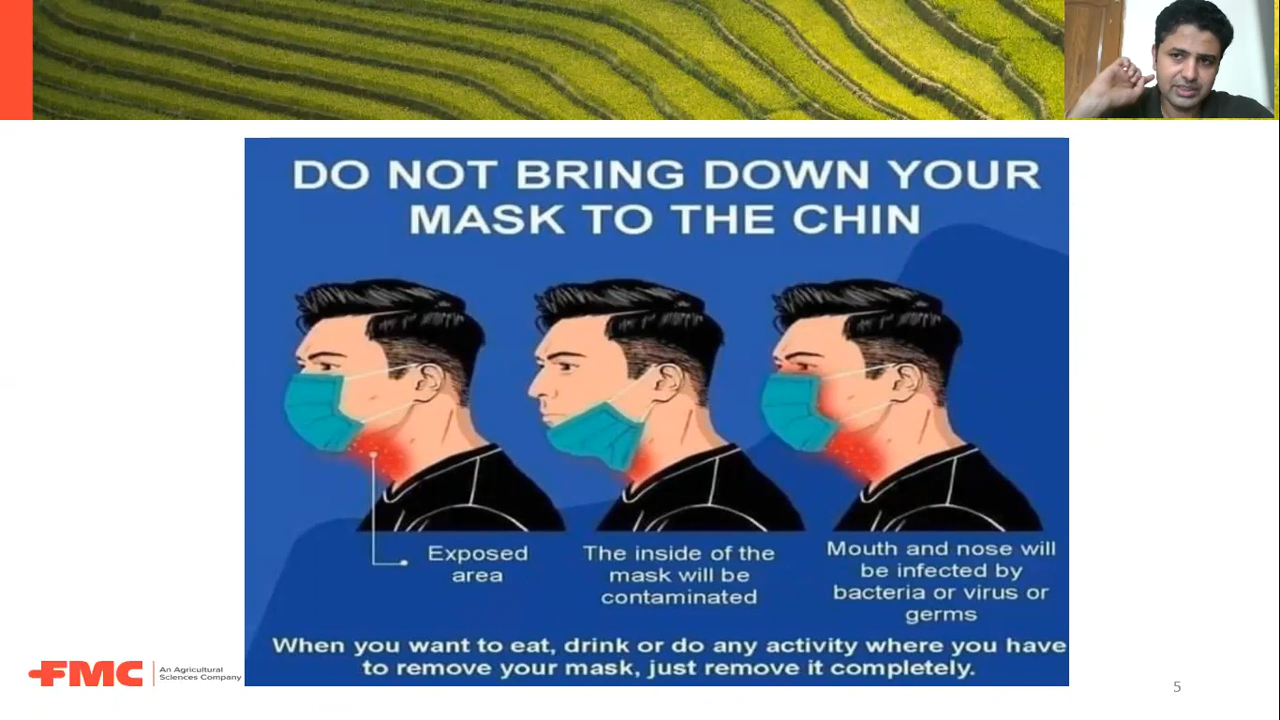 DO NOT BRING DOWN YOUR
MASK TO THE CHIN
Exposed
area
The inside of the
mask will be
contaminated
Mouth and nose will
be infected by
bacteria or virus or
germs
When you want to eat, drink or do any activity where you have
to remove your mask, just remove it completely.
FMC
An Agricultural
Sciences Company
5